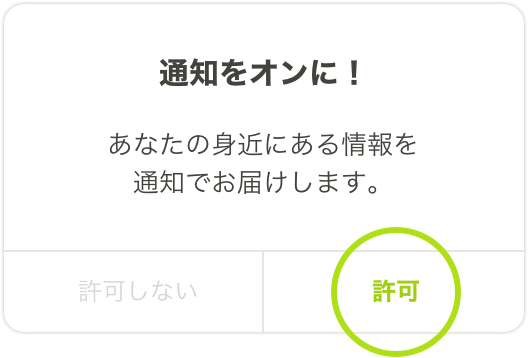 通知をオンに！
あなたの身近にある情報を
通知でお届けします。
許可しない
許可